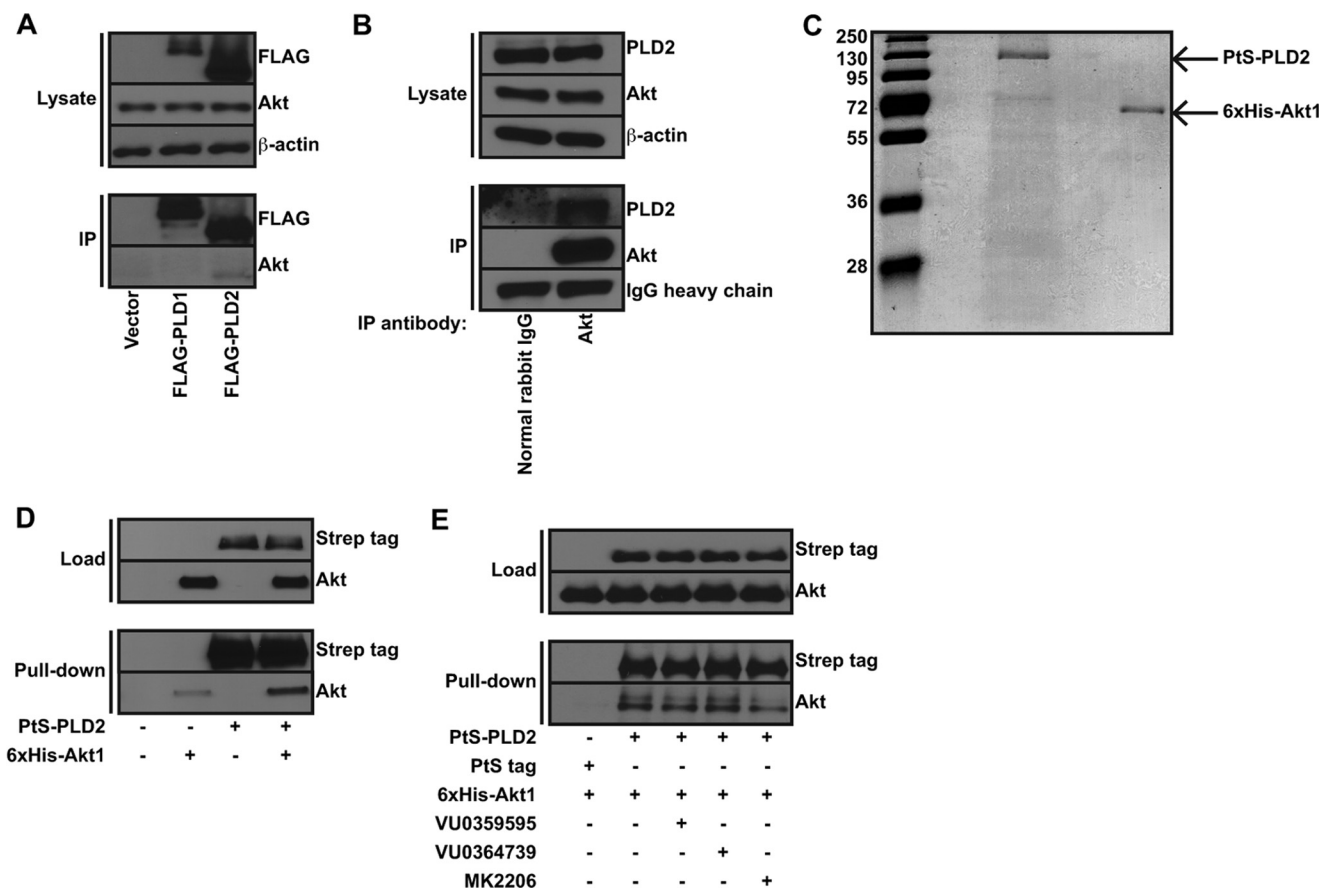 A
Lysate
FLAG
Akt
β-actin
IP
FLAG
Akt
Vector
FLAG-PLD1
FLAG-PLD2
B
Lysate
PLD2
Akt
β-actin
IP
PLD2
Akt
IgG heavy chain
IP antibody:
Normal rabbit IgG
Akt
C
250
130
95
72
55
36
28
PtS-PLD2
6xHis-Akt1
D
Load
Strep tag
Akt
Pull-down
Strep tag
Akt
PtS-PLD2 - - + +
6xHis-Akt1 - + - +
E
Load
Strep tag
Akt
Pull-down
Strep tag
Akt
PtS-PLD2 - + + + +
PtS tag + - - - -
6xHis-Akt1 + + + + +
VU0359595 - - + - -
VU0364739 - - - + -
MK2206 - - - - +